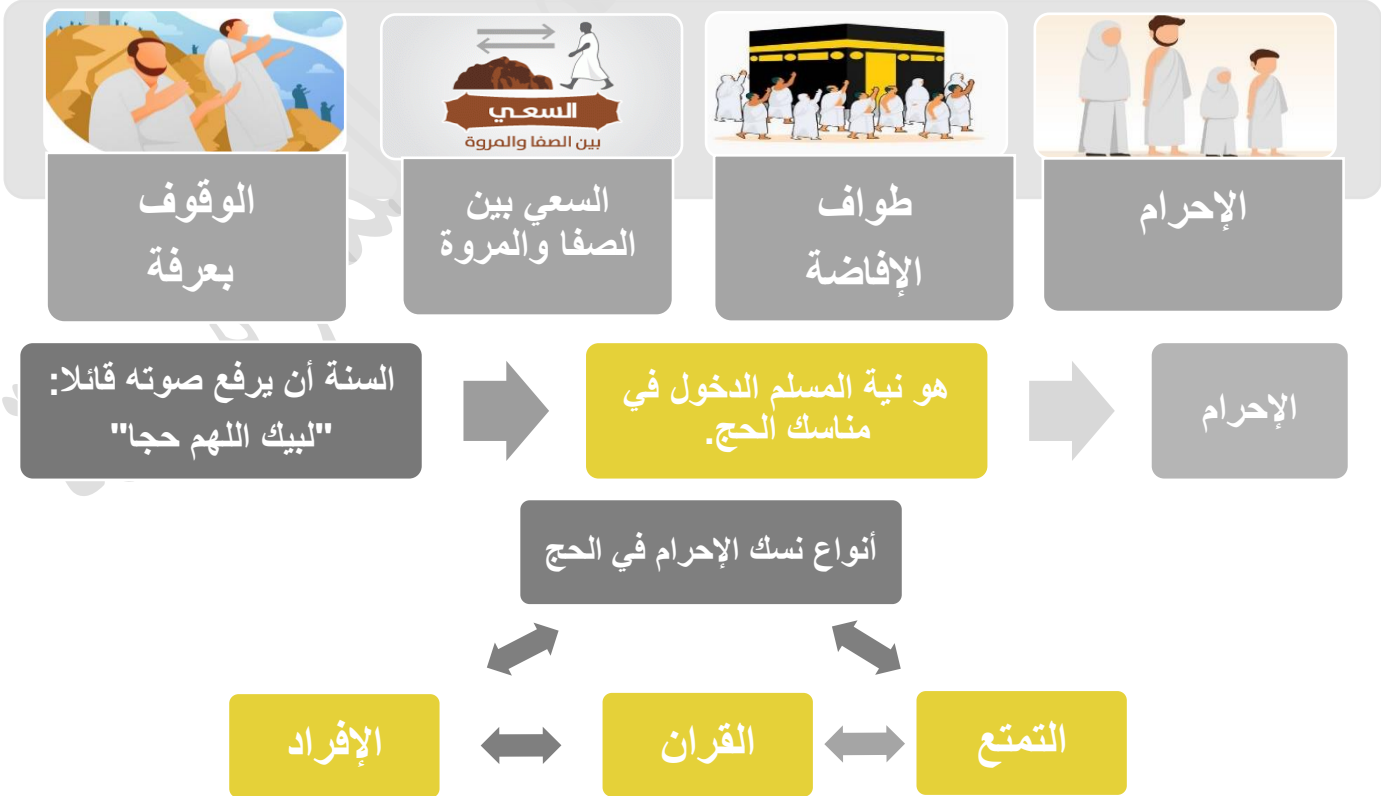 السعي
بين الصفا والمروة
الإحرام
طواف
الإفاضة
السعي بين
الصفا والمروة
الوقوف
بعرفة
الإحرام
هو نية المسلم الدخول في
مناسك الحج.
السنة أن يرفع صوته قائلا:
"لبيك اللهم حجا"
أنواع نسك الإحرام في الحج
التمتع
القران
الإفراد